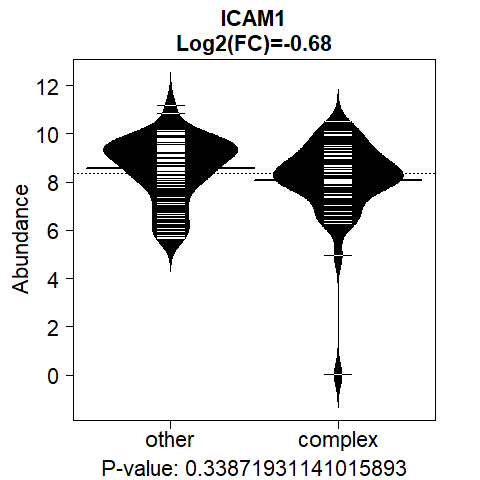 ICAM1
Log2(FC)=-0.68
Abundance
12
10
8
6
4
2
0
other complex
P-value: 0.33871931141015893